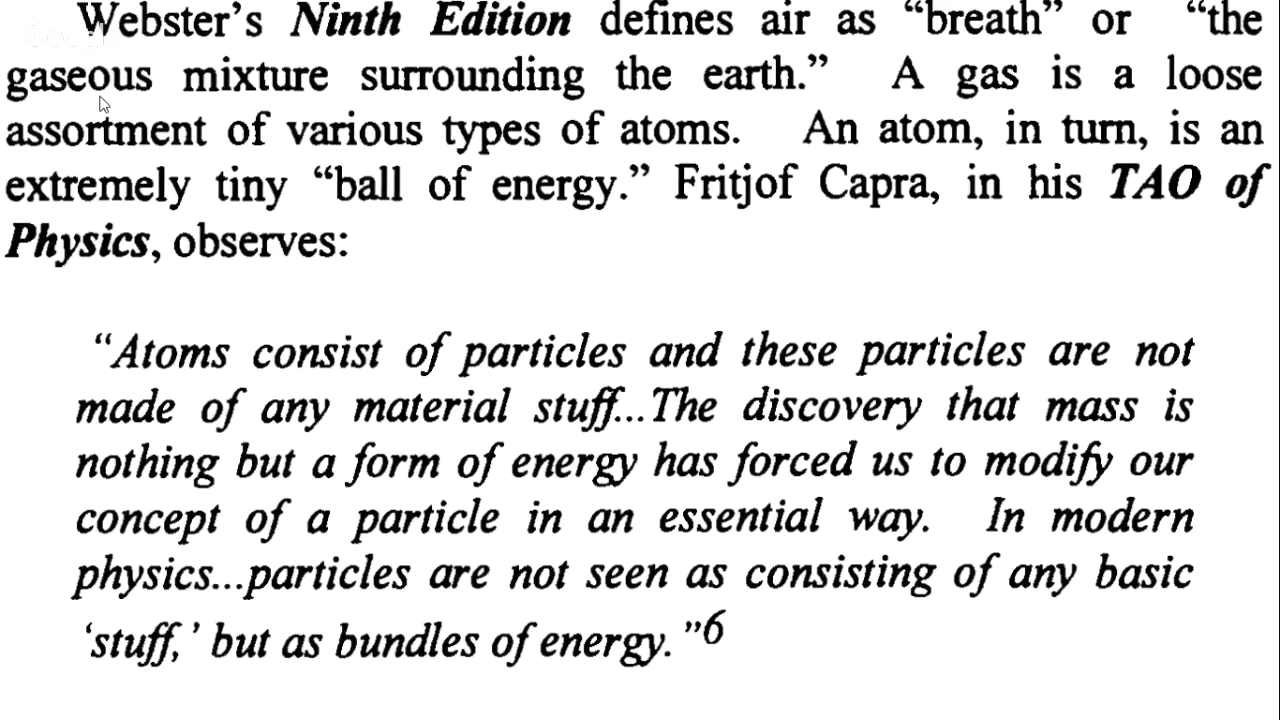 Webster's Ninth Edition defines air as “breath” or “the
gaseous mixture surrounding the earth.” A gas is a loose
assortment of various types of atoms. An atom, in turn, is an
extremely tiny “ball of energy.” Fritjof Capra, in his TAO of
Physics, observes:
“Atoms consist of particles and these particles are not
made of any material stuff...The discovery that mass is
nothing but a form of energy has forced us to modify our
concept of a particle in an essential way. In modern
physics...particles are not seen as consisting of any basic
‘stuff,’ but as bundles of energy.”6